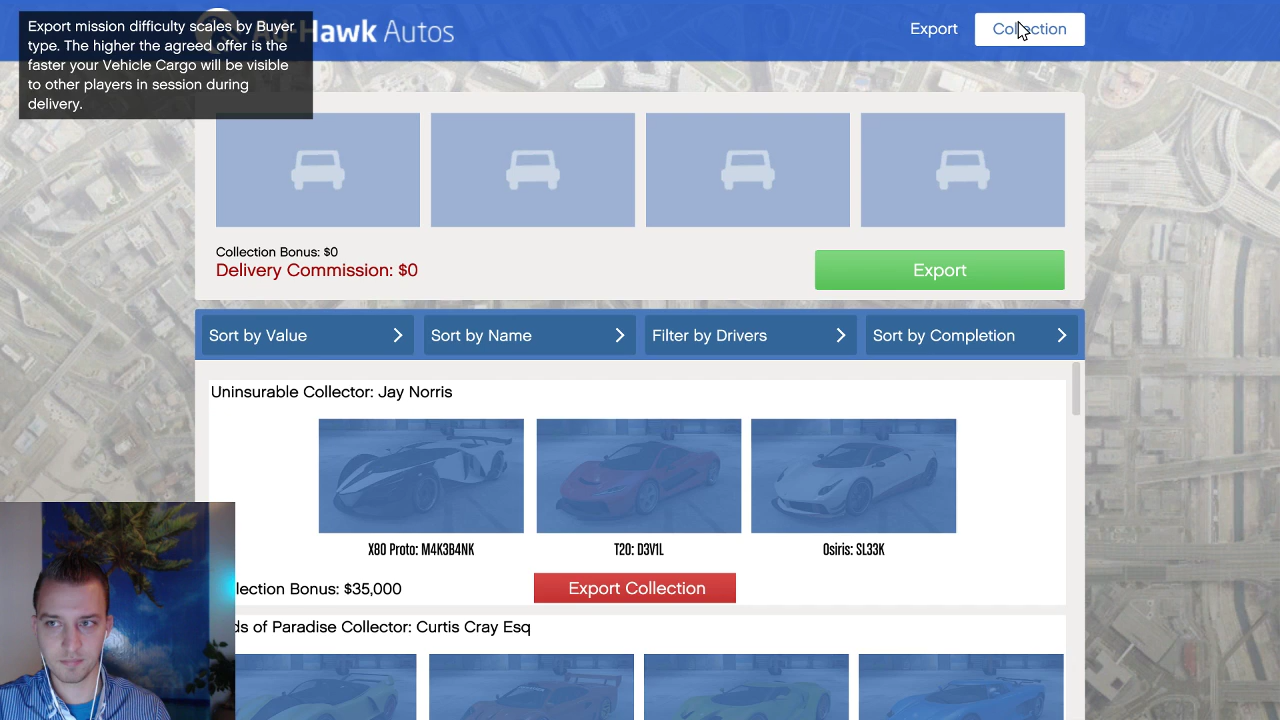 Export mission difficulty scales by Buyer
type. The higher the agreed offer is the
faster your Vehicle Cargo will be visible
to other players in session during
delivery.
Hawk Autos
Export
Collection
Collection Bonus: $0
Delivery Commission: $0
Export
Sort by Value
Sort by Name
Filter by Drivers
Sort by Completion
Uninsurable Collector: Jay Norris
X80 Proto: M4K3B4NK
T20: D3V1L
Osiris: SL33K
llection Bonus: $35,000
Export Collection
ds of Paradise Collector: Curtis Cray Esq